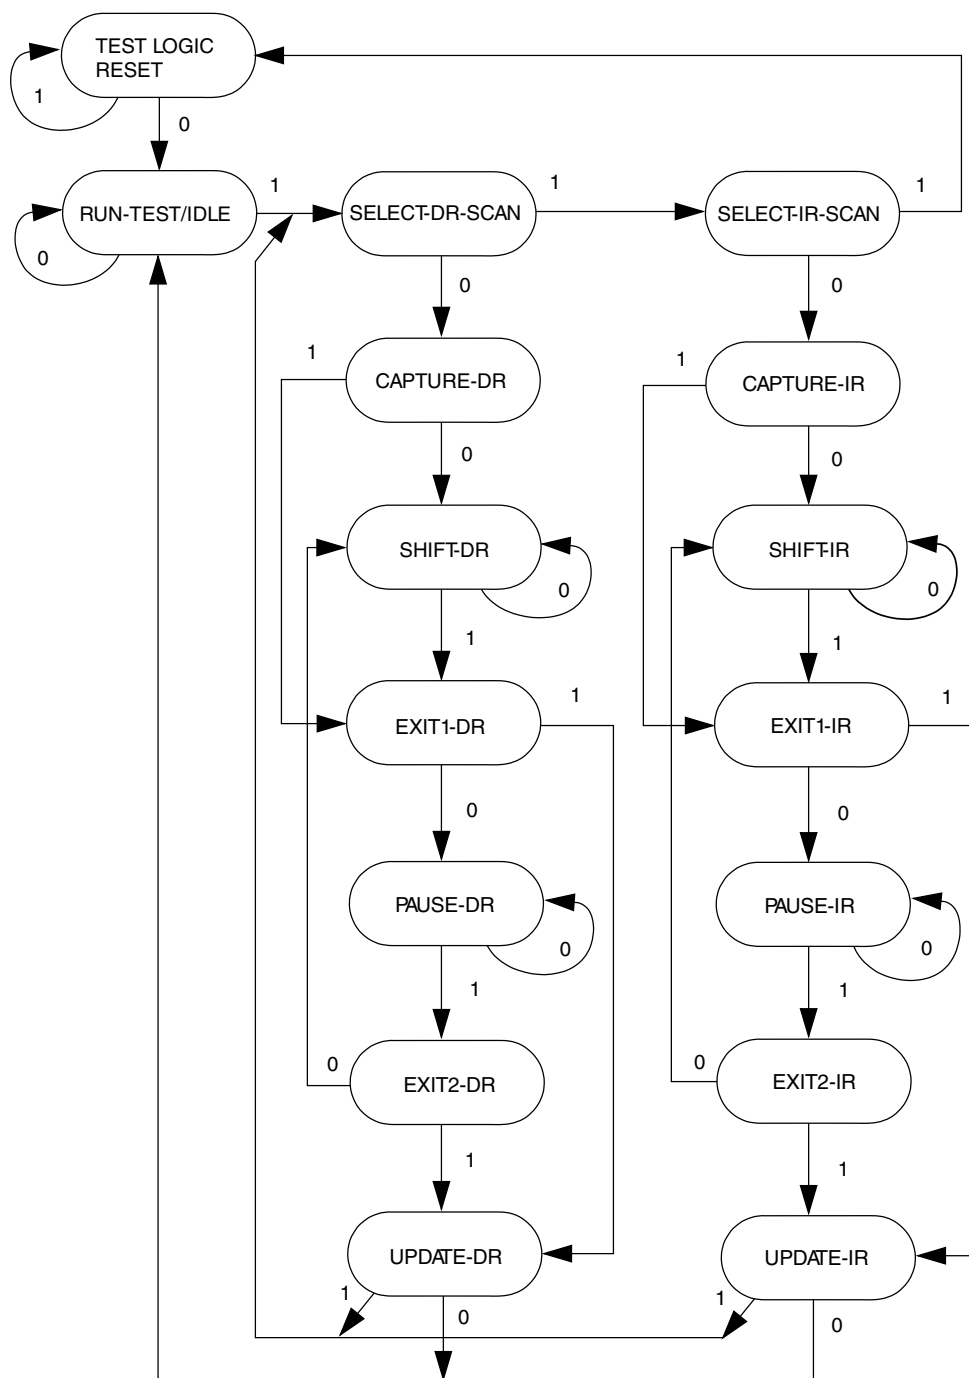 TEST LOGIC
RESET
1
0
RUN-TEST/IDLE
1
0
SELECT-DR-SCAN
1
SELECT-IR-SCAN
1
0
0
1
CAPTURE-DR
1
CAPTURE-IR
0
0
SHIFT-DR
0
SHIFT-IR
0
1
1
EXIT1-DR
1
EXIT1-IR
1
0
0
PAUSE-DR
0
PAUSE-IR
0
1
1
0
EXIT2-DR
0
EXIT2-IR
1
1
UPDATE-DR
UPDATE-IR
1
0
1
0